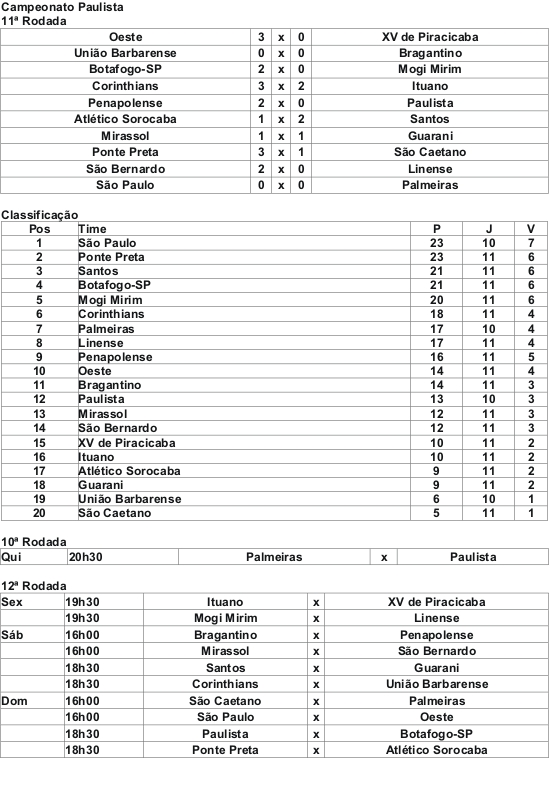 Campeonato Paulista
11ª Rodada
Oeste 3 x 0 XV de Piracicaba
União Barbarense 0 x 0 Bragantino
Botafogo-SP 2 x 0 Mogi Mirim
Corinthians 3 x 2 Ituano
Penapolense 2 x 0 Paulista
Atlético Sorocaba 1 x 2 Santos
Mirassol 1 x 1 Guarani
Ponte Preta 3 x 1 São Caetano
São Bernardo 2 x 0 Linense
São Paulo 0 x 0 Palmeiras
Classificação
Pos Time P J V
1 São Paulo 23 10 7
2 Ponte Preta 23 11 6
3 Santos 21 11 6
4 Botafogo-SP 21 11 6
5 Mogi Mirim 20 11 6
6 Corinthians 18 11 4
7 Palmeiras 17 10 4
8 Linense 17 11 4
9 Penapolense 16 11 5
10 Oeste 14 11 4
11 Bragantino 14 11 3
12 Paulista 13 10 3
13 Mirassol 12 11 3
14 São Bernardo 12 11 3
15 XV de Piracicaba 10 11 2
16 Ituano 10 11 2
17 Atlético Sorocaba 9 11 2
18 Guarani 9 11 2
19 União Barbarense 6 10 1
20 São Caetano 5 11 1
10ª Rodada
Qui 20h30 Palmeiras x Paulista
12ª Rodada
Sex 19h30 Ituano x XV de Piracicaba
19h30 Mogi Mirim x Linense
Sáb 16h00 Bragantino x Penapolense
16h00 Mirassol x São Bernardo
18h30 Santos x Guarani
18h30 Corinthians x União Barbarense
Dom 16h00 São Caetano x Palmeiras
16h00 São Paulo x Oeste
18h30 Paulista x Botafogo-SP
18h30 Ponte Preta x Atlético Sorocaba